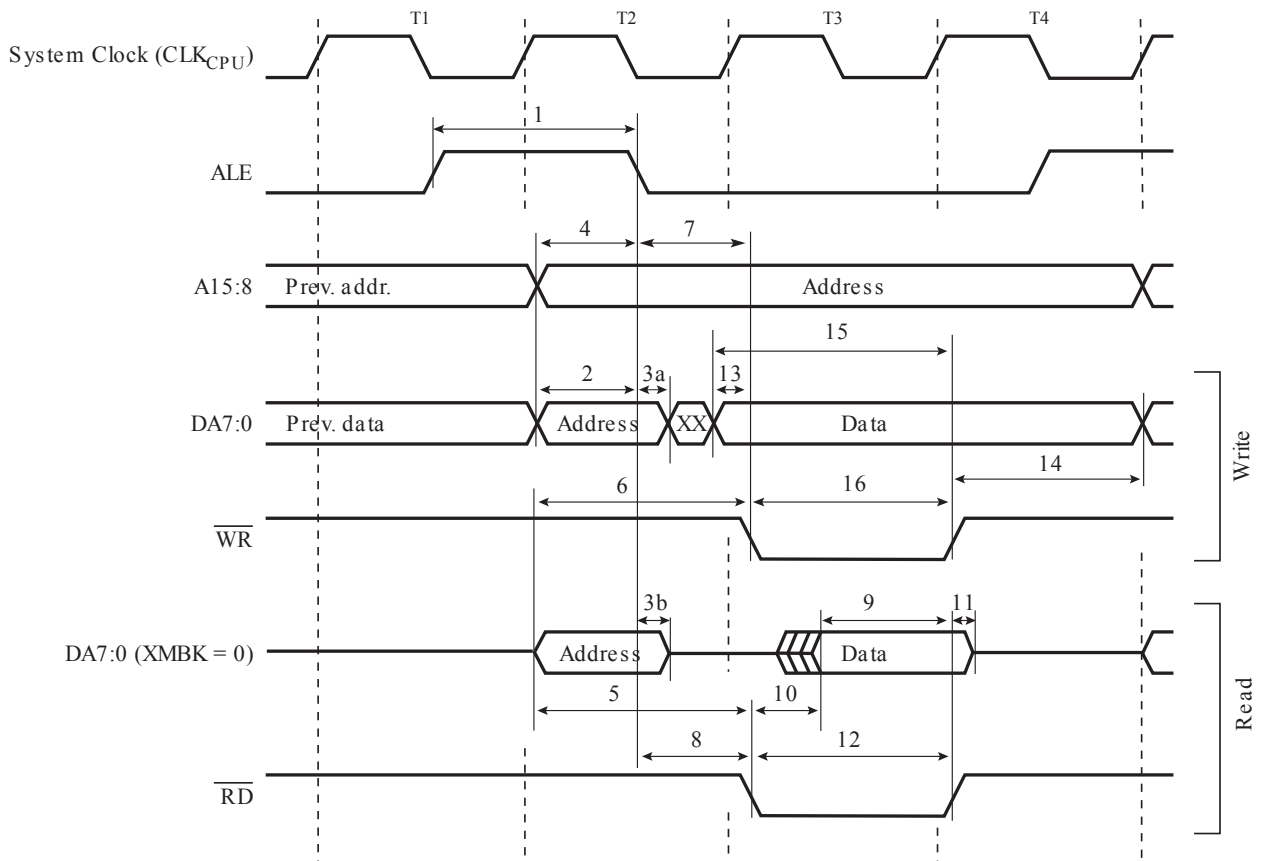 T1 T2 T3 T4
System Clock (CLKCPU)
1
ALE
4 7
A15:8 Prev. addr. Address
15
2 3a 13
DA7:0 Prev. data Address XX Data
14
6 16
WR
Write
3b 9 11
DA7:0 (XMBK = 0) Address Data
5 10
8 12
RD
Read